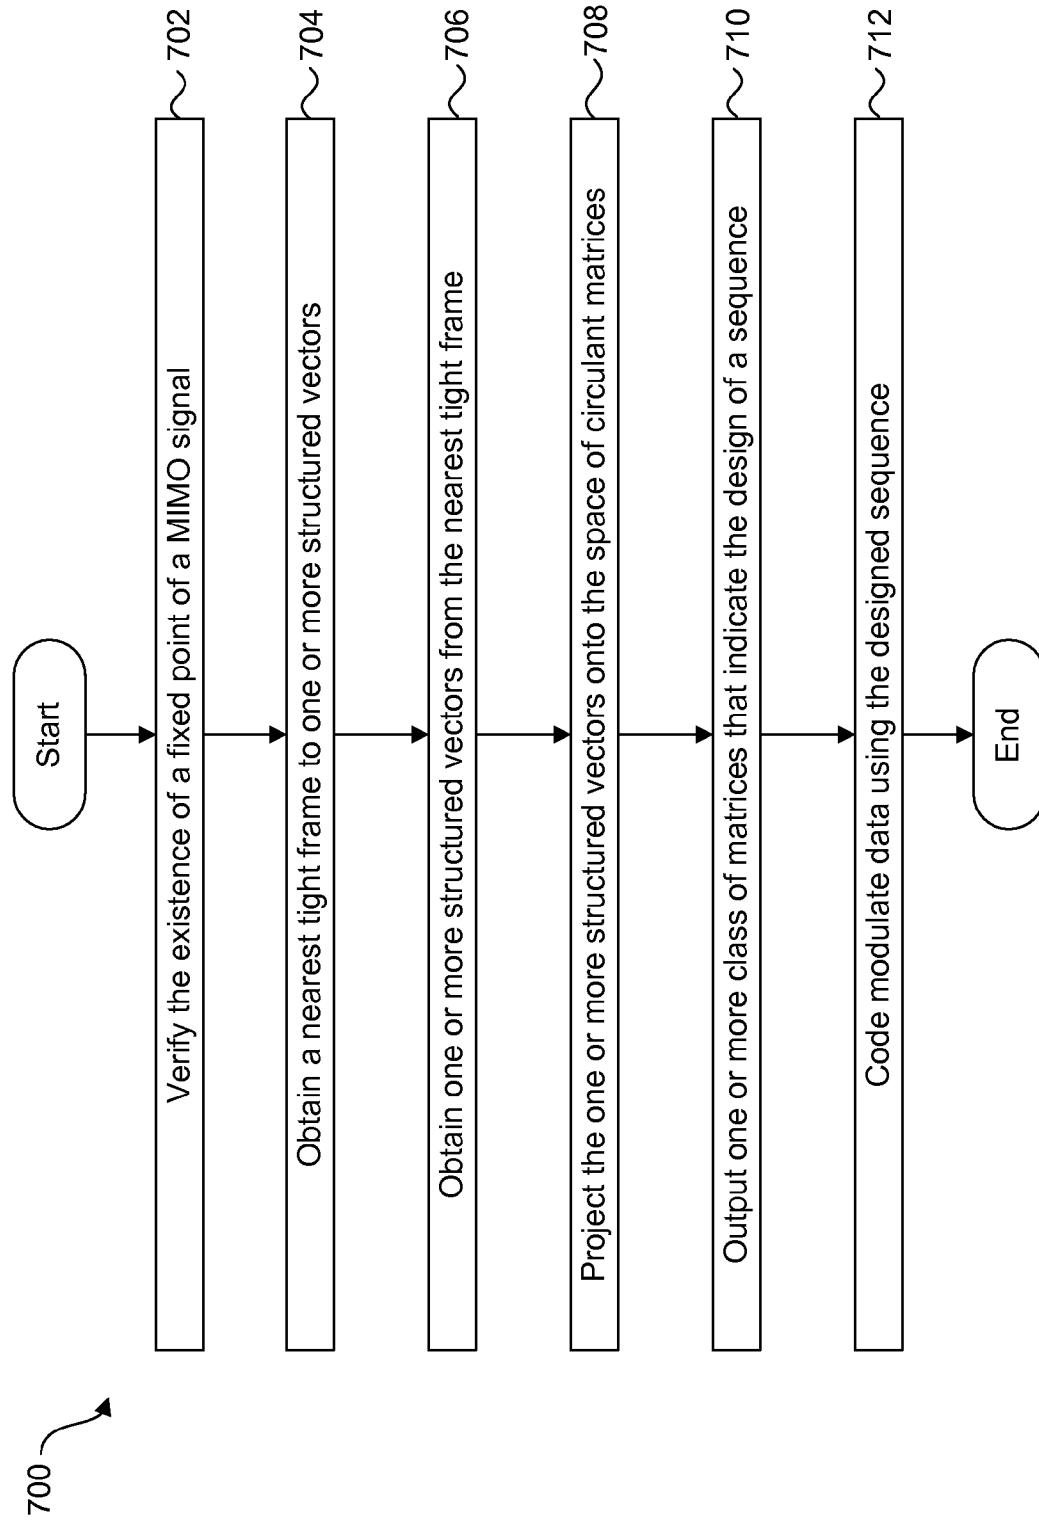 700
Start
Verify the existence of a fixed point of a MIMO signal
702
Obtain a nearest tight frame to one or more structured vectors
704
Obtain one or more structured vectors from the nearest tight frame
706
Project the one or more structured vectors onto the space of circulant matrices
708
Output one or more class of matrices that indicate the design of a sequence
710
Code modulate data using the designed sequence
712
End